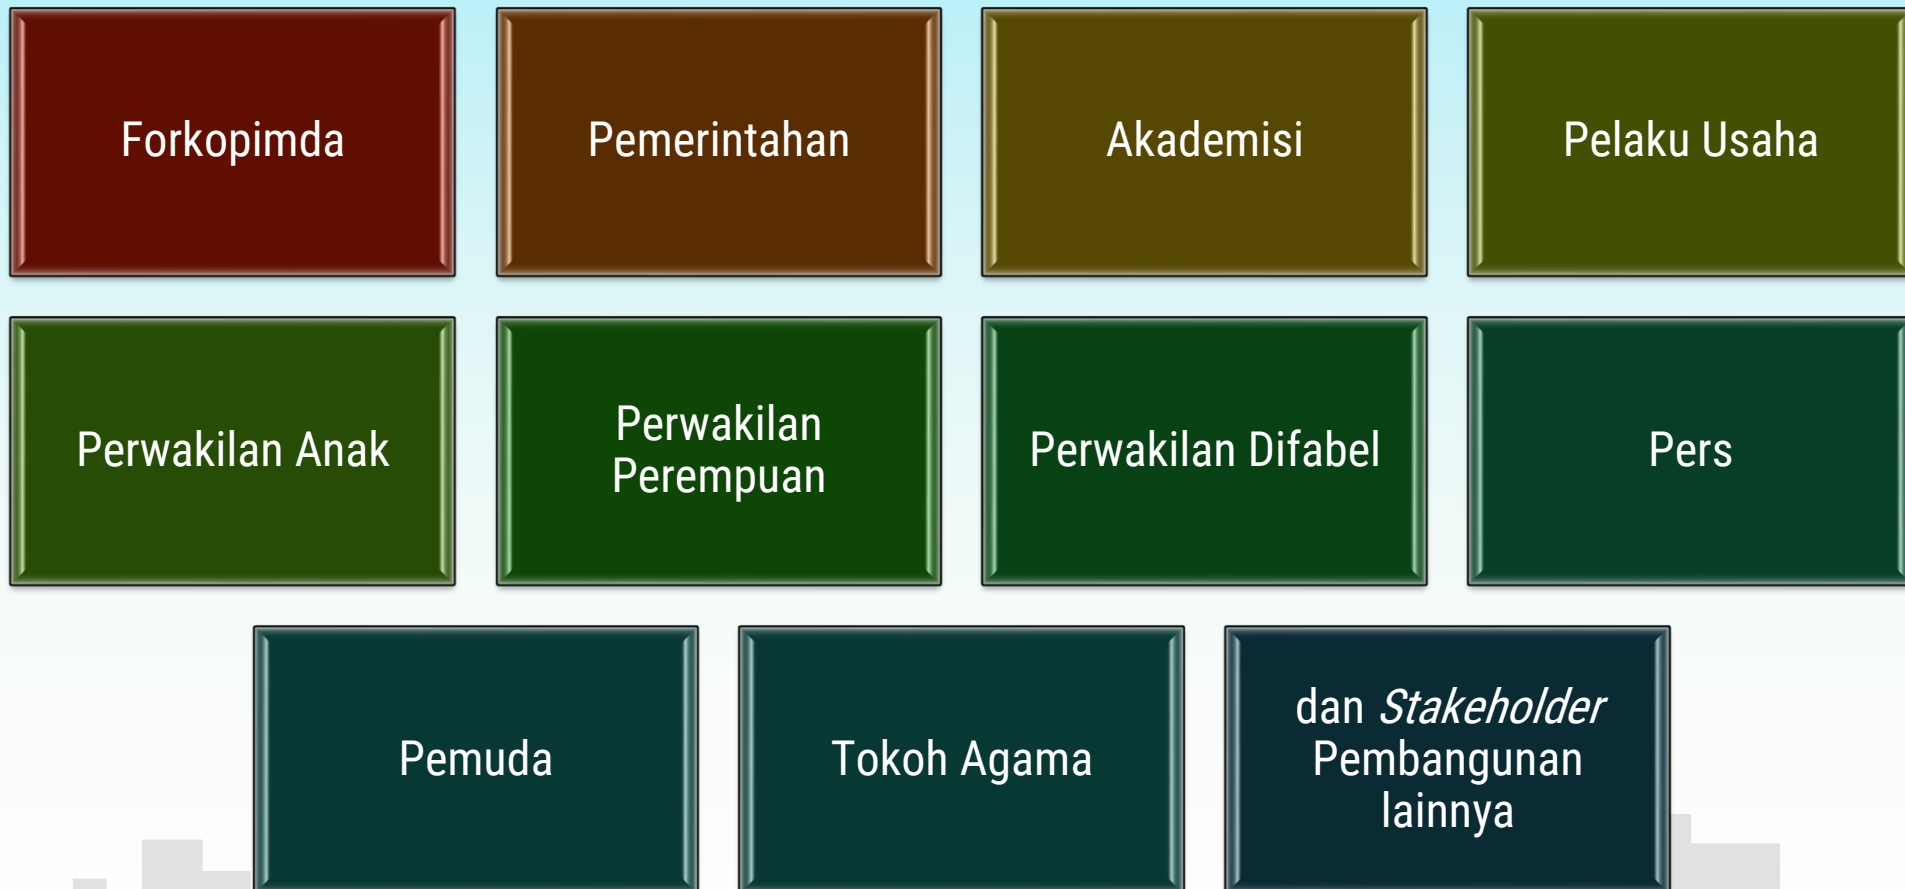 Forkopimda
Pemerintahan
Akademisi
Pelaku Usaha
Perwakilan Anak
Perwakilan
Perempuan
Perwakilan Difabel
Pers
Pemuda
Tokoh Agama
dan Stakeholder
Pembangunan
lainnya